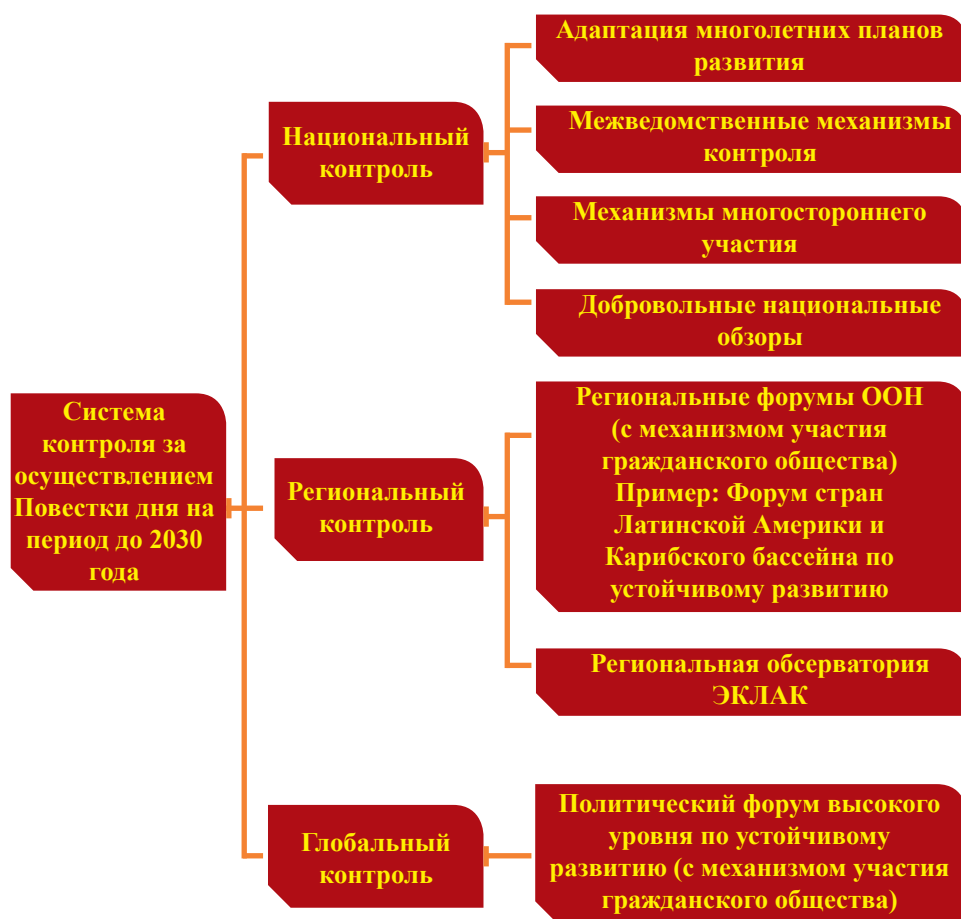 Система
контроля за
осуществлением
Повестки дня на
период до 2030
года
Национальный
контроль
Адаптация многолетних планов
развития
Межведомственные механизмы
контроля
Механизмы многостороннего
участия
Добровольные национальные
обзоры
Региональный
контроль
Региональные форумы ООН
(с механизмом участия
гражданского общества)
Пример: Форум стран
Латинской Америки и
Карибского бассейна по
устойчивому развитию
Региональная обсерватория
ЭКЛАК
Глобальный
контроль
Политический форум высокого
уровня по устойчивому
развитию (с механизмом участия
гражданского общества)